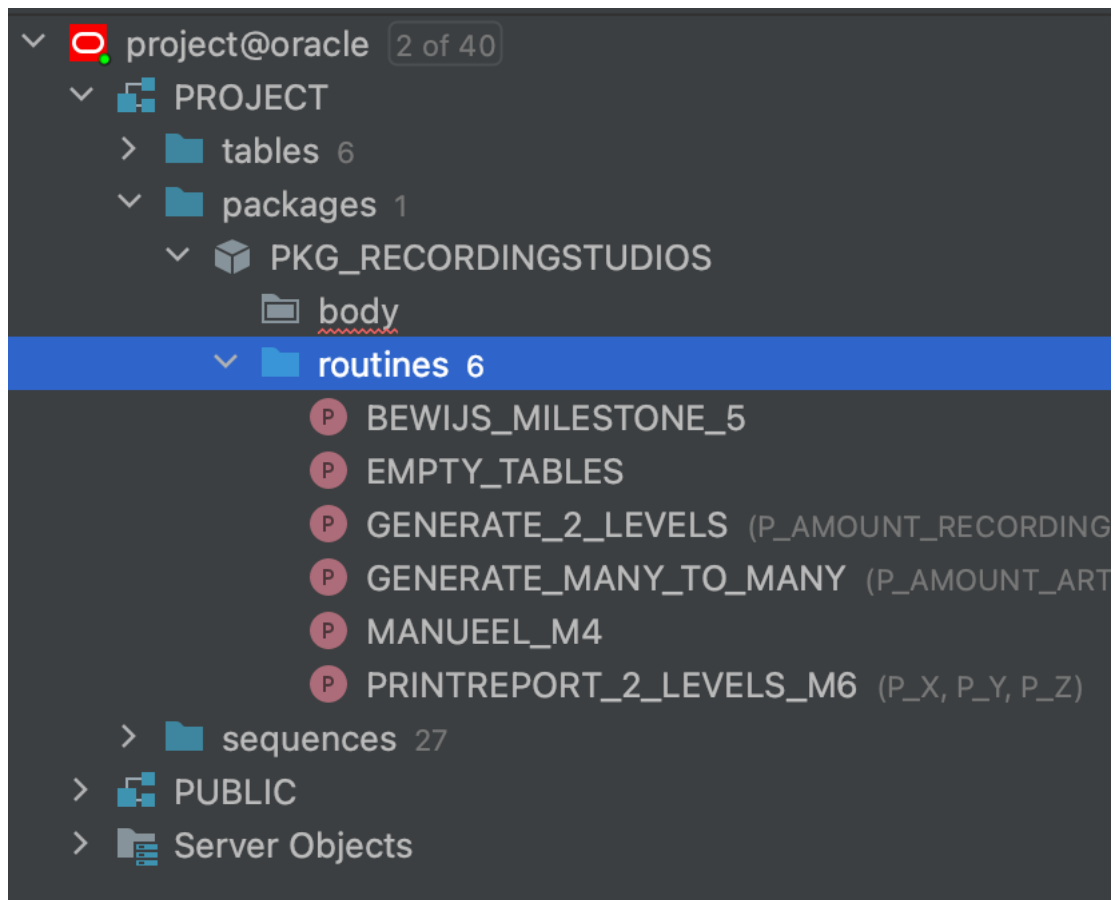 project@oracle 2 of 40
PROJECT
tables 6
packages 1
PKG_RECORDINGSTUDIOS
body
routines 6
P BEWIJS_MILESTONE_5
P EMPTY_TABLES
P GENERATE_2_LEVELS (P_AMOUNT_RECORDING
P GENERATE_MANY_TO_MANY (P_AMOUNT_ART
P MANUEEL_M4
P PRINTREPORT_2_LEVELS_M6 (P_X, P_Y, P_Z)
sequences 27
PUBLIC
Server Objects